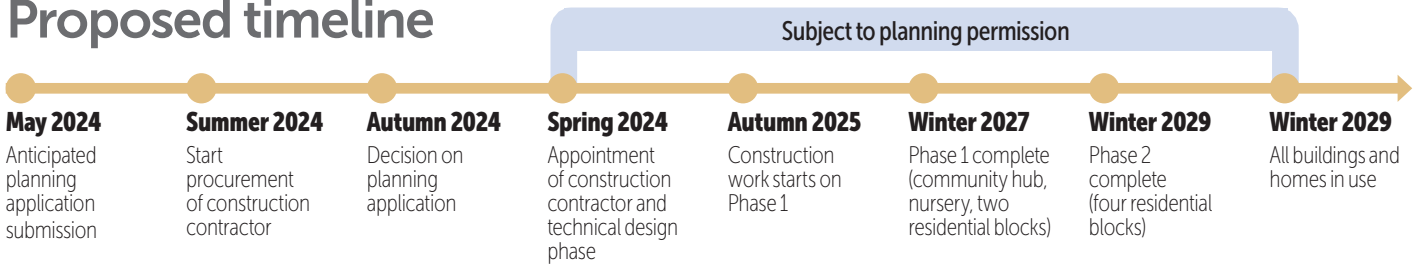 Proposed timeline
Subject to planning permission
May 2024
Anticipated
planning
application
submission
Summer 2024
Start
procurement
of construction
contractor
Autumn 2024
Decision on
planning
application
Spring 2024
Appointment
of construction
contractor and
technical design
phase
Autumn 2025
Construction
work starts on
Phase 1
Winter 2027
Phase 1 complete
(community hub,
nursery, two
residential blocks)
Winter 2029
Phase 2
complete
(four residential
blocks)
Winter 2029
All buildings and
homes in use